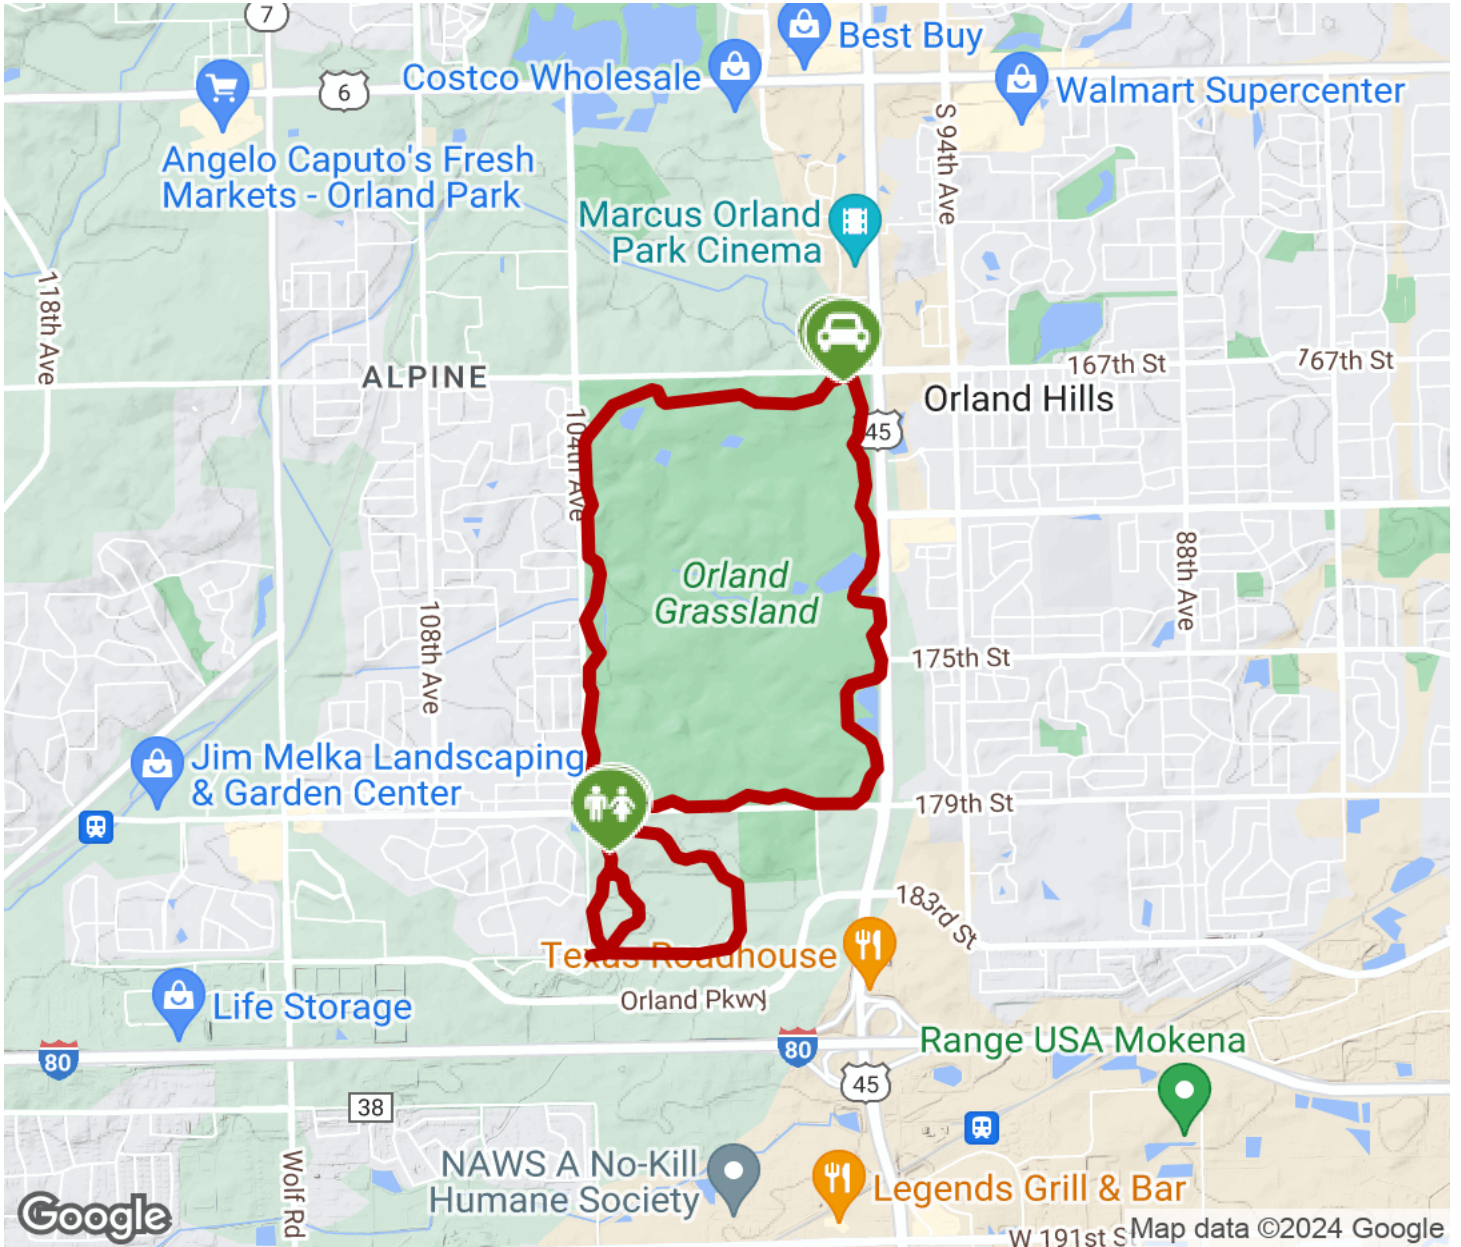 7
Best Buy
Costco Wholesale
6
Walmart Supercenter
S 94th Ave
Angelo Caputo's Fresh
Markets - Orland Park
Marcus Orland
Park Cinema
118th Ave
167th St
167th St
ALPINE
Orland Hills
104th Ave
45
88th Ave
Orland
Grassland
108th Ave
175th St
Jim Melka Landscaping
& Garden Center
179th St
183rd St
Texas Roadhouse
Orland Pkwy
Life Storage
80
80
Range USA Mokena
45
38
NAWS A No-Kill
Humane Society
Wolf Rd
Legends Grill & Bar
Google
W 191st S
Map data ©2024 Google